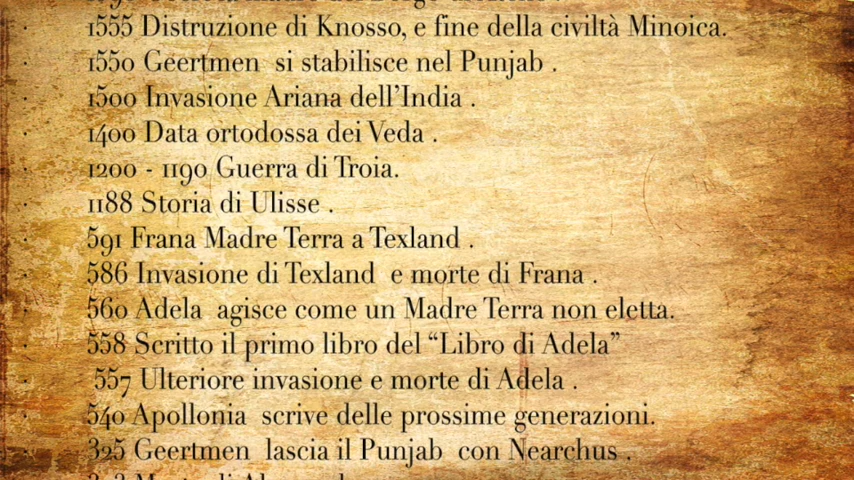 1555 Distruzione di Knosso, e fine della civiltà Minoica.
1550 Geertmen si stabilisce nel Punjab .
1500 Invasione Ariana dell'India .
1400 Data ortodossa dei Veda .
1200 - 1190 Guerra di Troia.
1188 Storia di Ulisse .
591 Frana Madre Terra a Texland .
586 Invasione di Texland e morte di Frana .
560 Adela agisce come un Madre Terra non eletta.
558 Scritto il primo libro del “Libro di Adela”
557 Ulteriore invasione e morte di Adela .
540 Apollonia scrive delle prossime generazioni.
325 Geertmen lascia il Punjab con Nearchus .